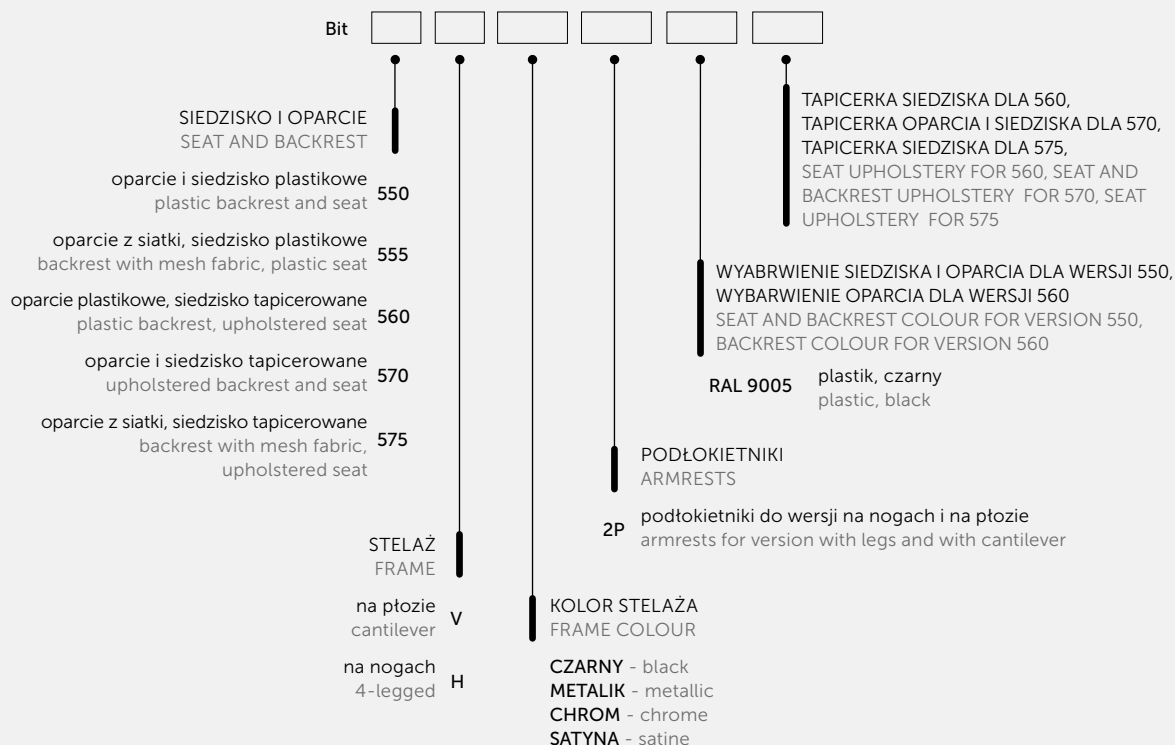 Bit
SIEDZISKO I OPARCIE
SEAT AND BACKREST
oparcie i siedzisko plastikowe
plastic backrest and seat
550
oparcie z siatki, siedzisko plastikowe
backrest with mesh fabric, plastic seat
555
oparcie plastikowe, siedzisko tapicerowane
plastic backrest, upholstered seat
560
oparcie i siedzisko tapicerowane
upholstered backrest and seat
570
oparcie z siatki, siedzisko tapicerowane
backrest with mesh fabric,
upholstered seat
575
STELAŻ
FRAME
na płozie
cantilever
V
na nogach
4-legged
H
KOLOR STELAŻA
FRAME COLOUR
CZARNY - black
METALIK - metallic
CHROM - chrome
SATYNA - satine
PODŁOKIETNIKI
ARMRESTS
2P
podłokietniki do wersji na nogach i na płozie
armrests for version with legs and with cantilever
WYABRWIENIE SIEDZISKA I OPARCIA DLA WERSJI 550,
WYBARWIENIE OPARCIA DLA WERSJI 560
SEAT AND BACKREST COLOUR FOR VERSION 550,
BACKREST COLOUR FOR VERSION 560
RAL 9005
plastik, czarny
plastic, black
TAPICERKA SIEDZISKA DLA 560,
TAPICERKA OPARCIA I SIEDZISKA DLA 570,
TAPICERKA SIEDZISKA DLA 575,
SEAT UPHOLSTERY FOR 560, SEAT AND
BACKREST UPHOLSTERY FOR 570, SEAT
UPHOLSTERY FOR 575